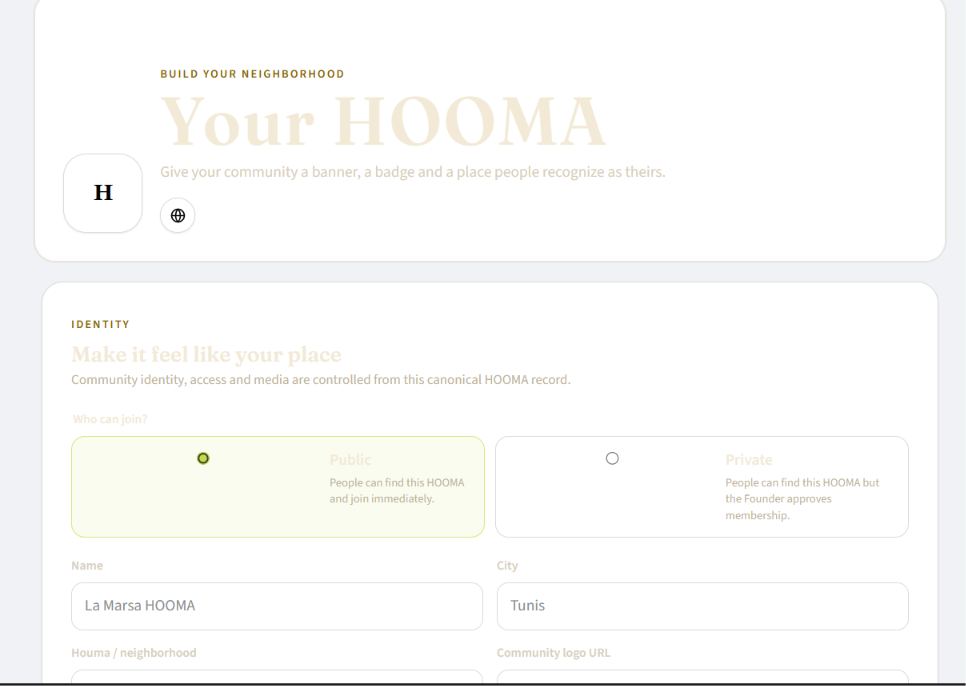 BUILD YOUR NEIGHBORHOOD
Your HOOMA
Give your community a banner, a badge and a place people recognize as theirs.
H
IDENTITY
Make it feel like your place
Community identity, access and media are controlled from this canonical HOOMA record.
Who can join?
Public
People can find this HOOMA
and join immediately.
Private
People can find this HOOMA but
the Founder approves
membership.
Name
La Marsa HOOMA
City
Tunis
Houma / neighborhood
Community logo URL